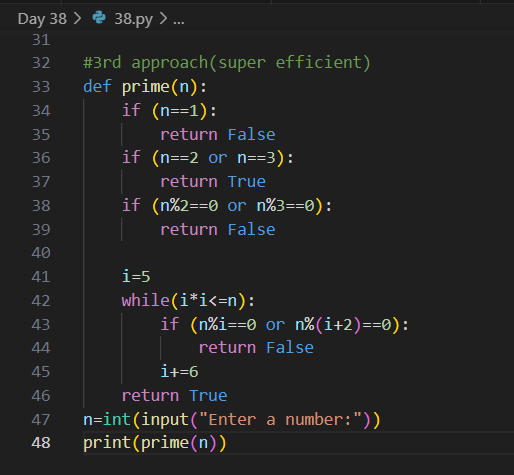 Day 38 > 38.py > ...
31
32 #3rd approach(super efficient)
33 def prime(n):
34     if (n==1):
35         return False
36     if (n==2 or n==3):
37         return True
38     if (n%2==0 or n%3==0):
39         return False
40
41     i=5
42     while(i*i<=n):
43         if (n%i==0 or n%(i+2)==0):
44             return False
45         i+=6
46     return True
47 n=int(input("Enter a number:"))
48 print(prime(n))